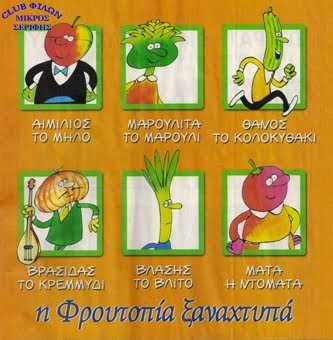 CLUB ΦΙΛΩΝ
ΜΙΚΡΟΣ
ΣΕΡΙΦΗΣ
ΑΙΜΙΛΙΟΣ
ΤΟ ΜΗΛΟ
ΜΑΡΟΥΛΙΤΑ
ΤΟ ΜΑΡΟΥΛΙ
ΘΑΝΟΣ
ΤΟ ΚΟΛΟΚΥΘΑΚΙ
ΒΡΑΣΙΔΑΣ
ΤΟ ΚΡΕΜΜΥΔΙ
ΒΛΑΣΗΣ
ΤΟ ΒΛΙΤΟ
ΜΑΤΑ
Η ΝΤΟΜΑΤΑ
η Φρουτοπία ξαναχτυπά